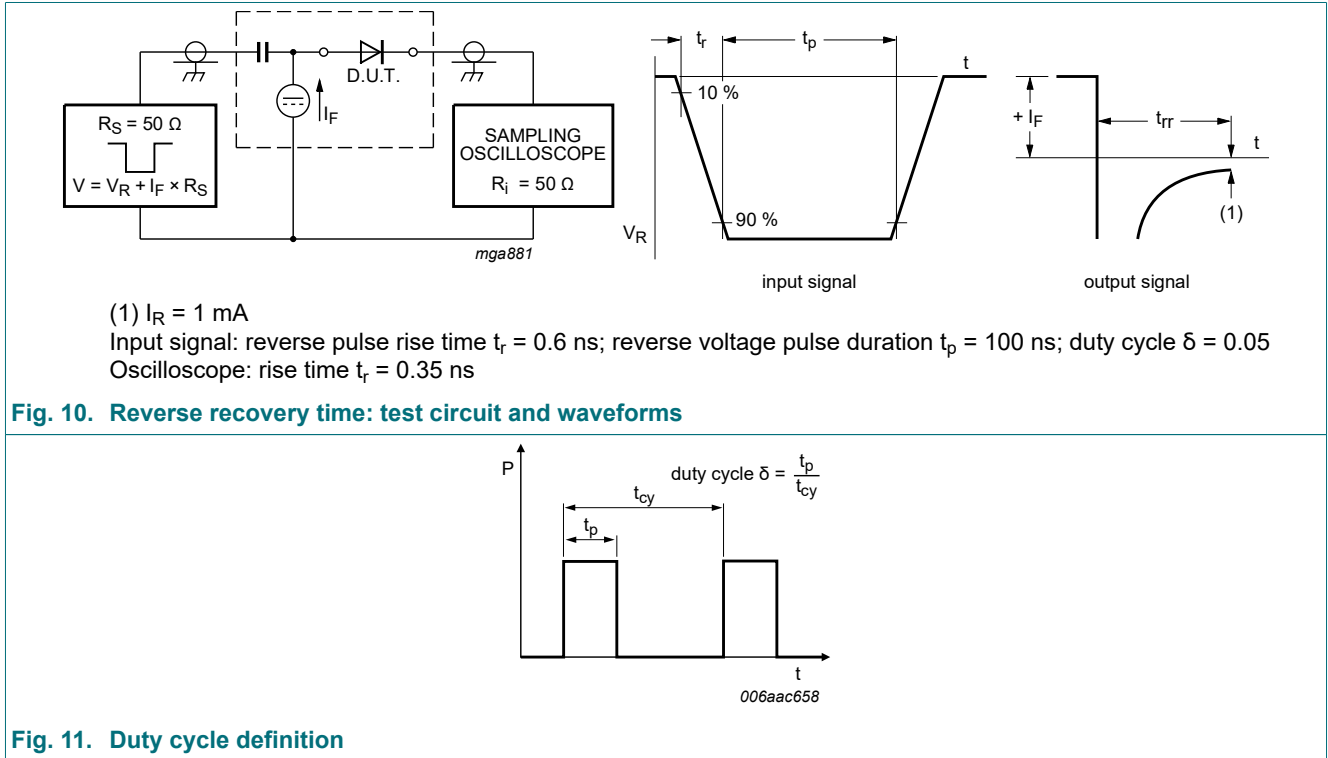 D.U.T.
I_F
R_S = 50 Ω
V = V_R + I_F × R_S
SAMPLING
OSCILLOSCOPE
R_i = 50 Ω
mga881
t_r
t_p
t
10 %
90 %
V_R
input signal
+ I_F
t_rr
t
(1)
output signal
(1) I_R = 1 mA
Input signal: reverse pulse rise time t_r = 0.6 ns; reverse voltage pulse duration t_p = 100 ns; duty cycle δ = 0.05
Oscilloscope: rise time t_r = 0.35 ns
Fig. 10. Reverse recovery time: test circuit and waveforms
P
duty cycle δ = t_p / t_cy
t_cy
t_p
t
006aac658
Fig. 11. Duty cycle definition